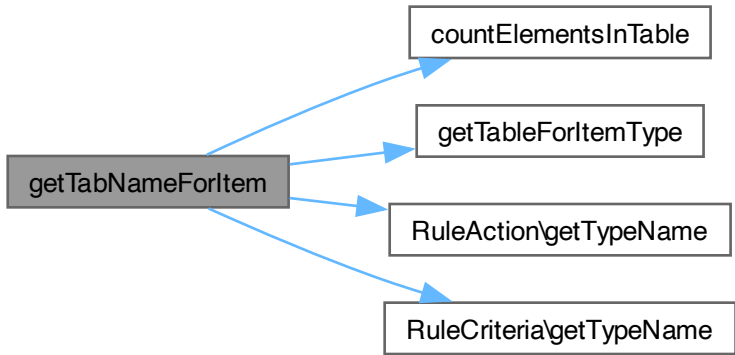 countElementsInTable
getTableForItemType
getTabNameForItem
RuleAction\getTypeName
RuleCriteria\getTypeName